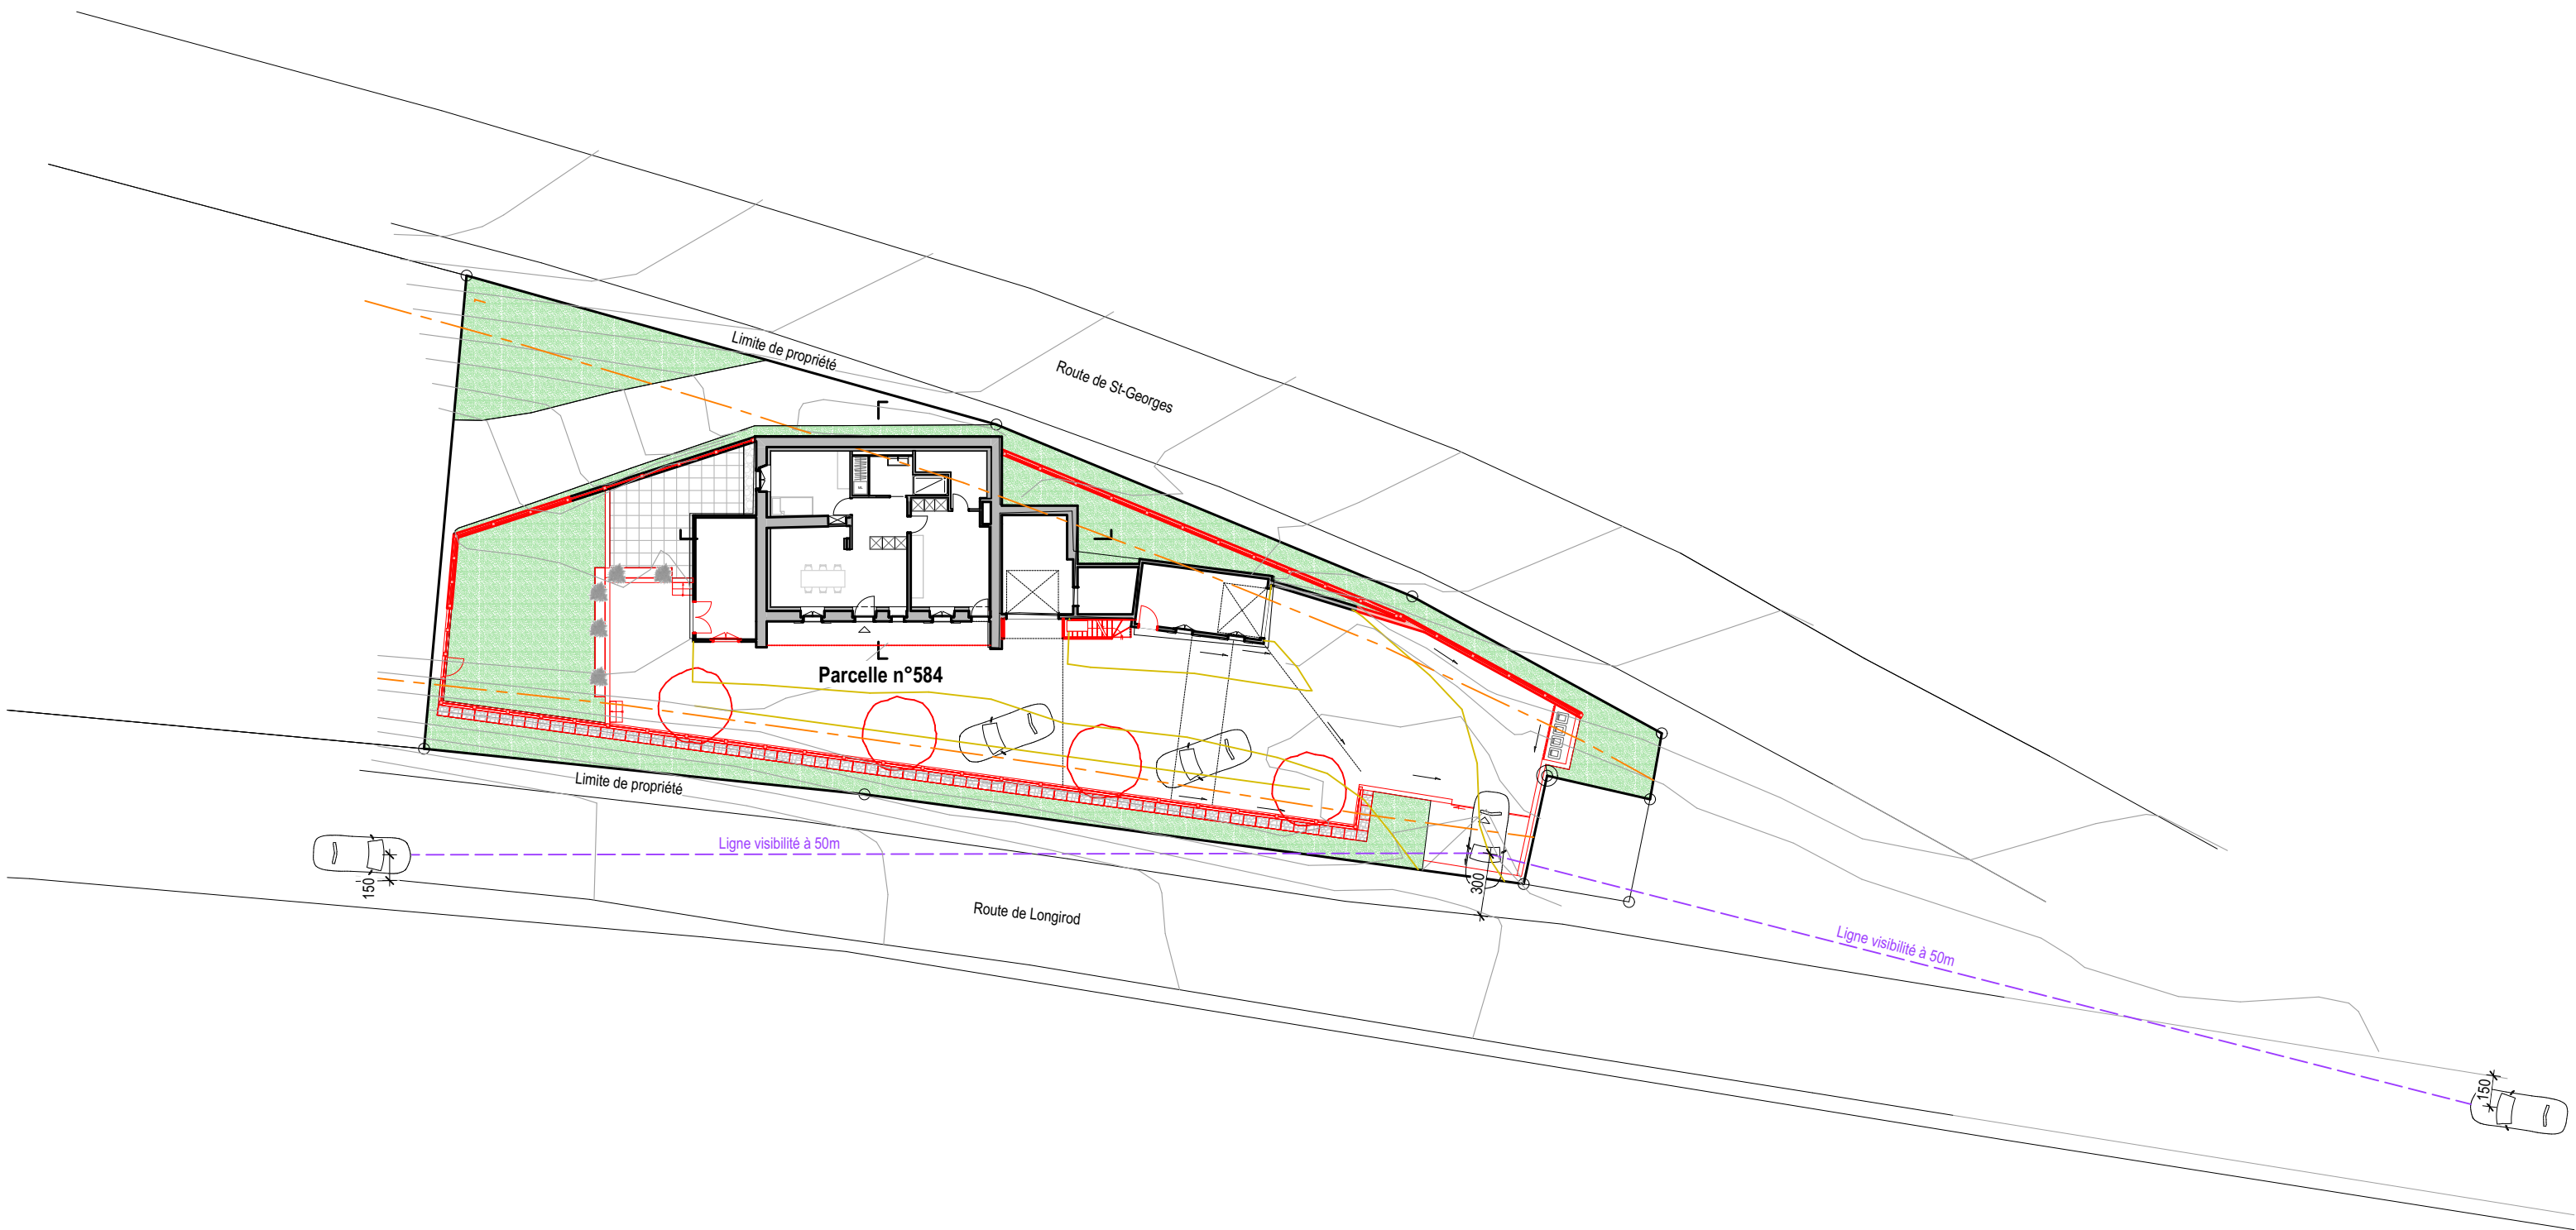 Limite de propriété
Route de St-Georges
Parcelle n°584
Limite de propriété
Ligne visibilité à 50m
150
300
Route de Longirod
Ligne visibilité à 50m
150